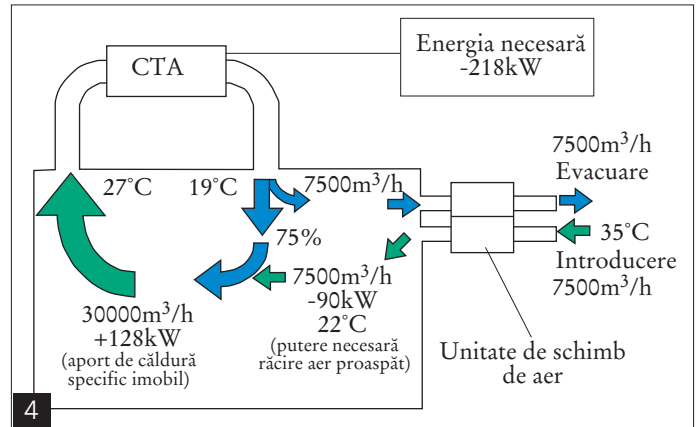 CTA
Energia necesară
-218kW
27°C
19°C
7500m³/h
7500m³/h
Evacuare
75%
35°C
Introducere
7500m³/h
7500m³/h
-90kW
22°C
(putere necesară
răcire aer proaspăt)
30000m³/h
+128kW
(aport de căldură
specific imobil)
Unitate de schimb
de aer
4